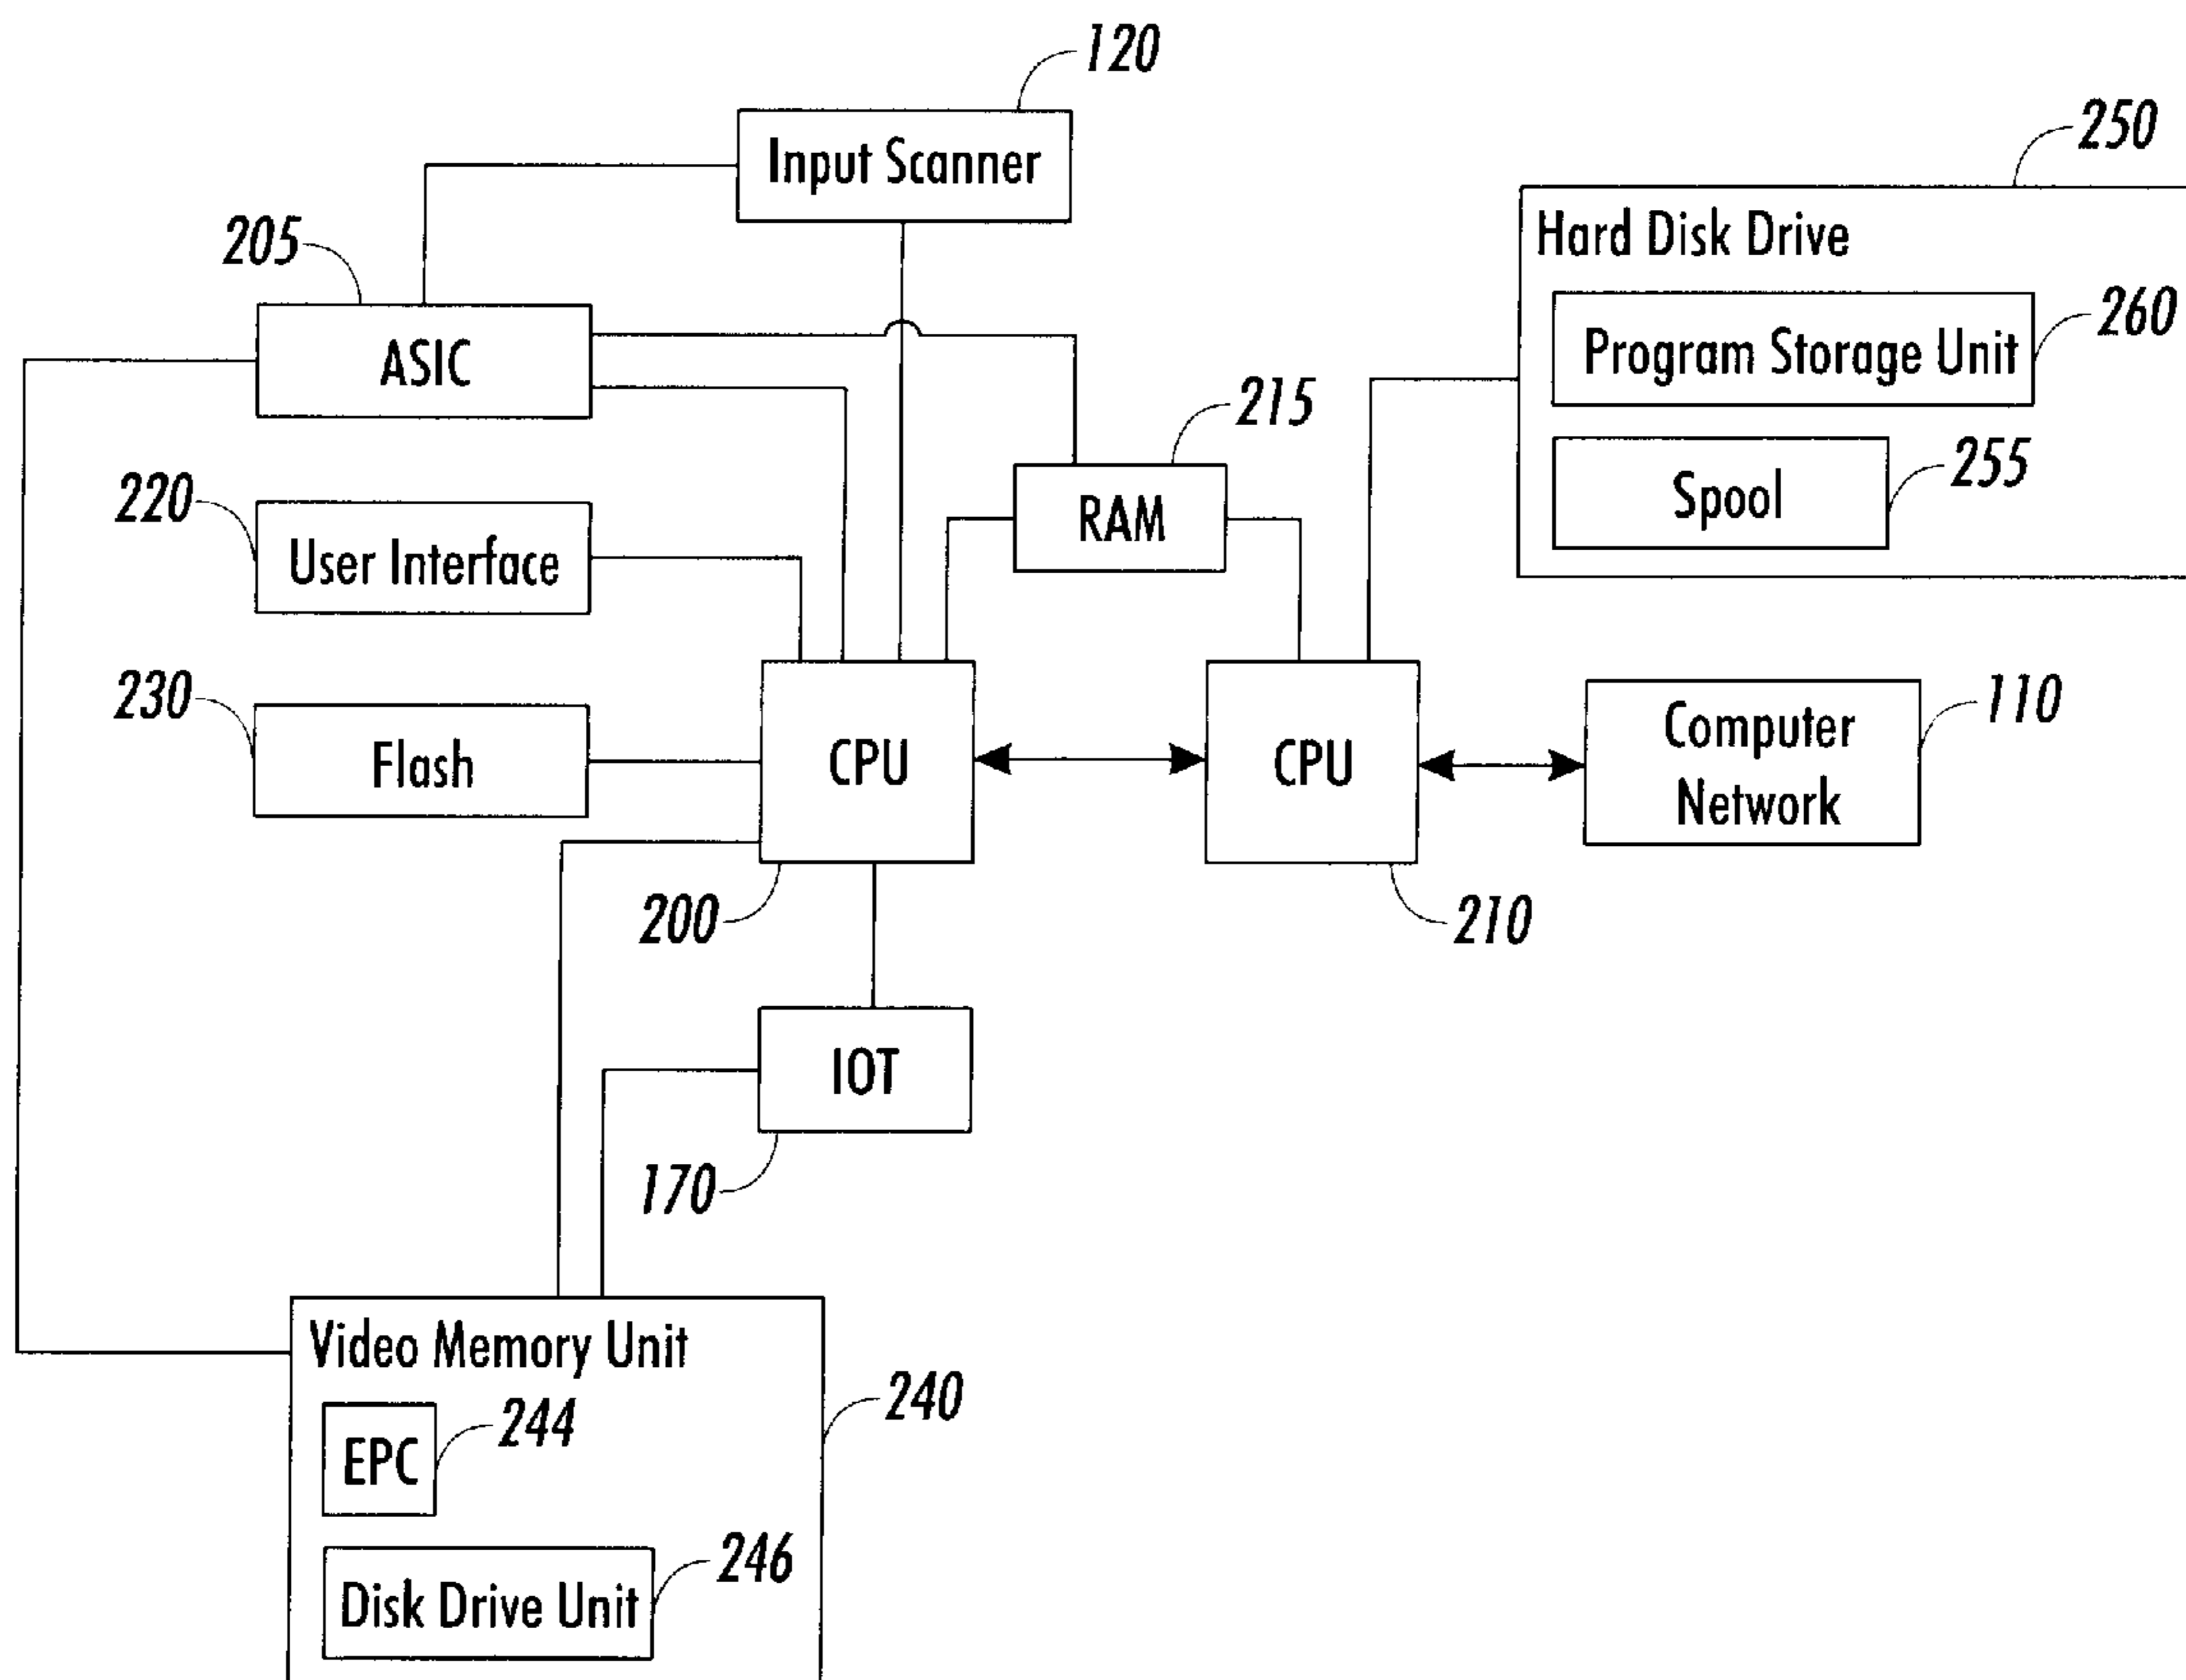 120
Input Scanner
250
Hard Disk Drive
205
ASIC
260
Program Storage Unit
215
RAM
255
Spool
220
User Interface
230
Flash
CPU
CPU
110
Computer
Network
200
210
IOT
170
Video Memory Unit
240
244
EPC
246
Disk Drive Unit